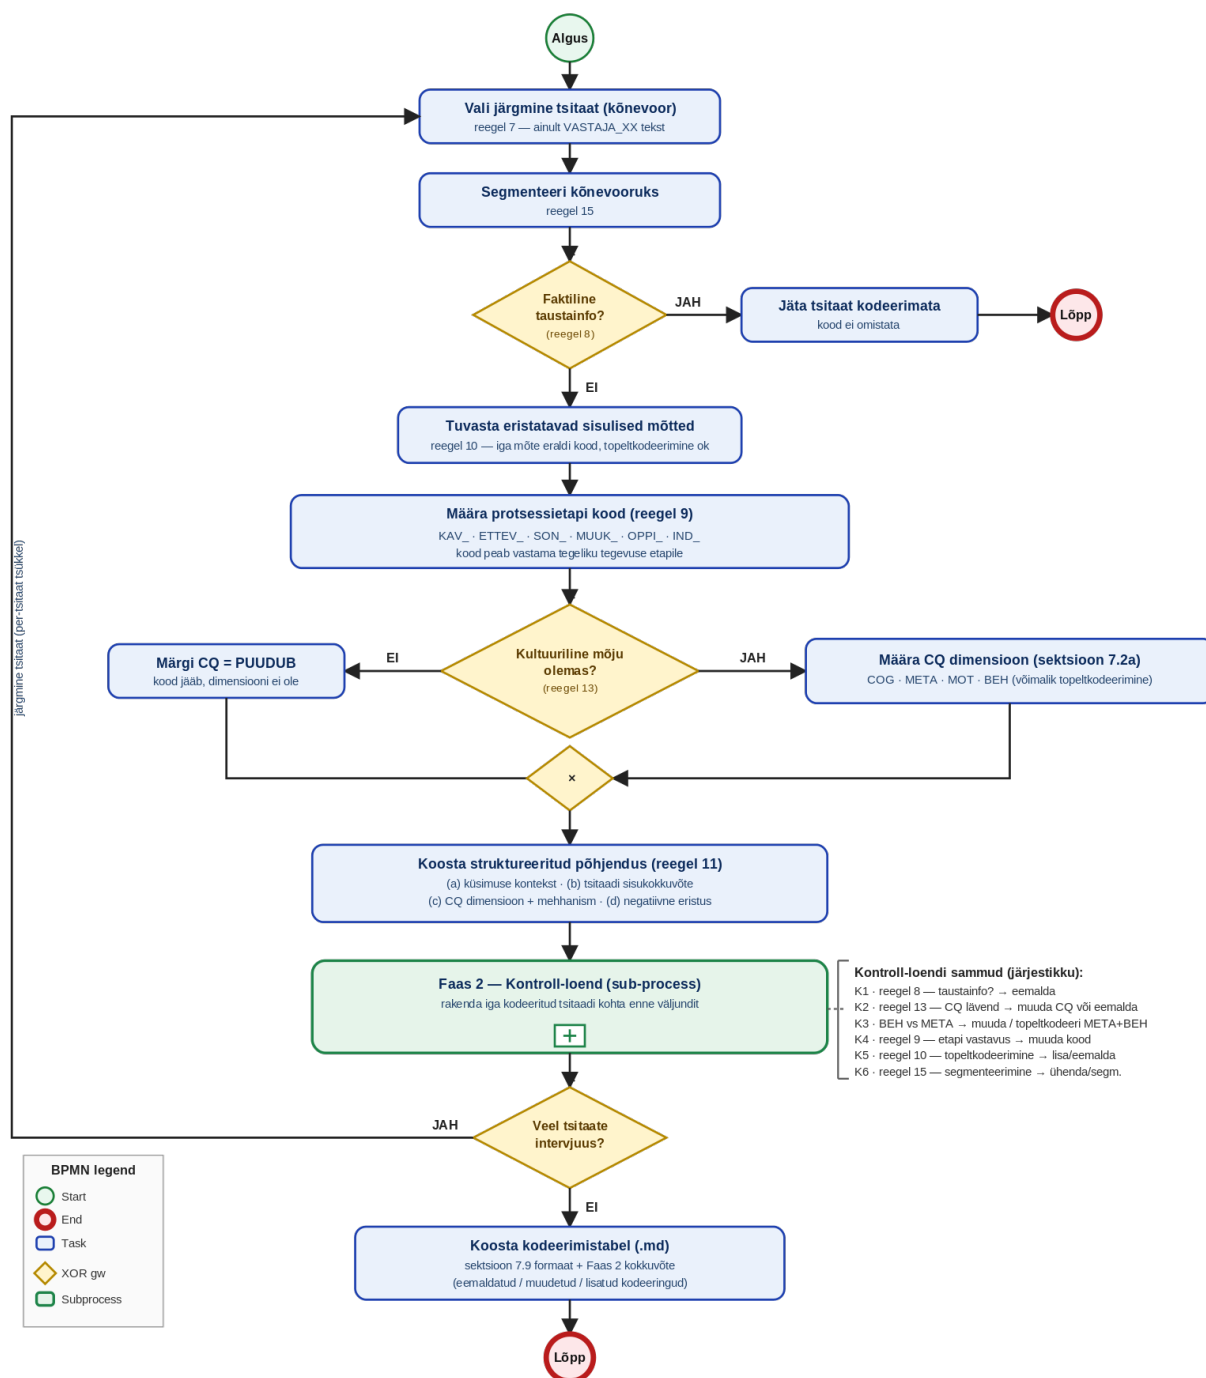 Algus
Vali järgmine tsitaat (kõnevoor)
reegel 7 — ainult VASTAJA_XX tekst
Segmenteeri kõnevooruks
reegel 15
Faktiline
taustainfo?
(reegel 8)
JAH
Jäta tsitaat kodeerimata
kood ei omistata
Lõpp
EI
Tuvasta eristatavad sisulised mõtted
reegel 10 — iga mõte eraldi kood, topeltkodeerimine ok
Määra protsessietapi kood (reegel 9)
KAV_ · ETTEV_ · SON_ · MUUK_ · OPPI_ · IND_
kood peab vastama tegeliku tegevuse etapile
järgmine tsitaat (per-tsitaat tsükkel)
Kultuuriline mõju
olemas?
(reegel 13)
EI
Märgi CQ = PUUDUB
kood jääb, dimensiooni ei ole
JAH
Määra CQ dimensioon (sektsioon 7.2a)
COG · META · MOT · BEH (võimalik topeltkodeerimine)
×
Koosta struktureeritud põhjendus (reegel 11)
(a) küsimuse kontekst · (b) tsitaadi sisukokkuvõte
(c) CQ dimensioon + mehhanism · (d) negatiivne eristus
Faas 2 — Kontroll-loend (sub-process)
rakenda iga kodeeritud tsitaadi kohta enne väljundit
+
Kontroll-loendi sammud (järjestikku):
K1 · reegel 8 — taustainfo? → eemalda
K2 · reegel 13 — CQ lävend → muuda CQ või eemalda
K3 · BEH vs META → muuda / topeltkodeeri META+BEH
K4 · reegel 9 — etapi vastavus → muuda kood
K5 · reegel 10 — topeltkodeerimine → lisa/eemalda
K6 · reegel 15 — segmenteerimine → ühenda/segm.
JAH
Veel tsitaate
intervjuus?
EI
Koosta kodeerimistabel (.md)
sektsioon 7.9 formaat + Faas 2 kokkuvõte
(eemaldatud / muudetud / lisatud kodeeringud)
Lõpp
BPMN legend
Start
End
Task
XOR gw
Subprocess